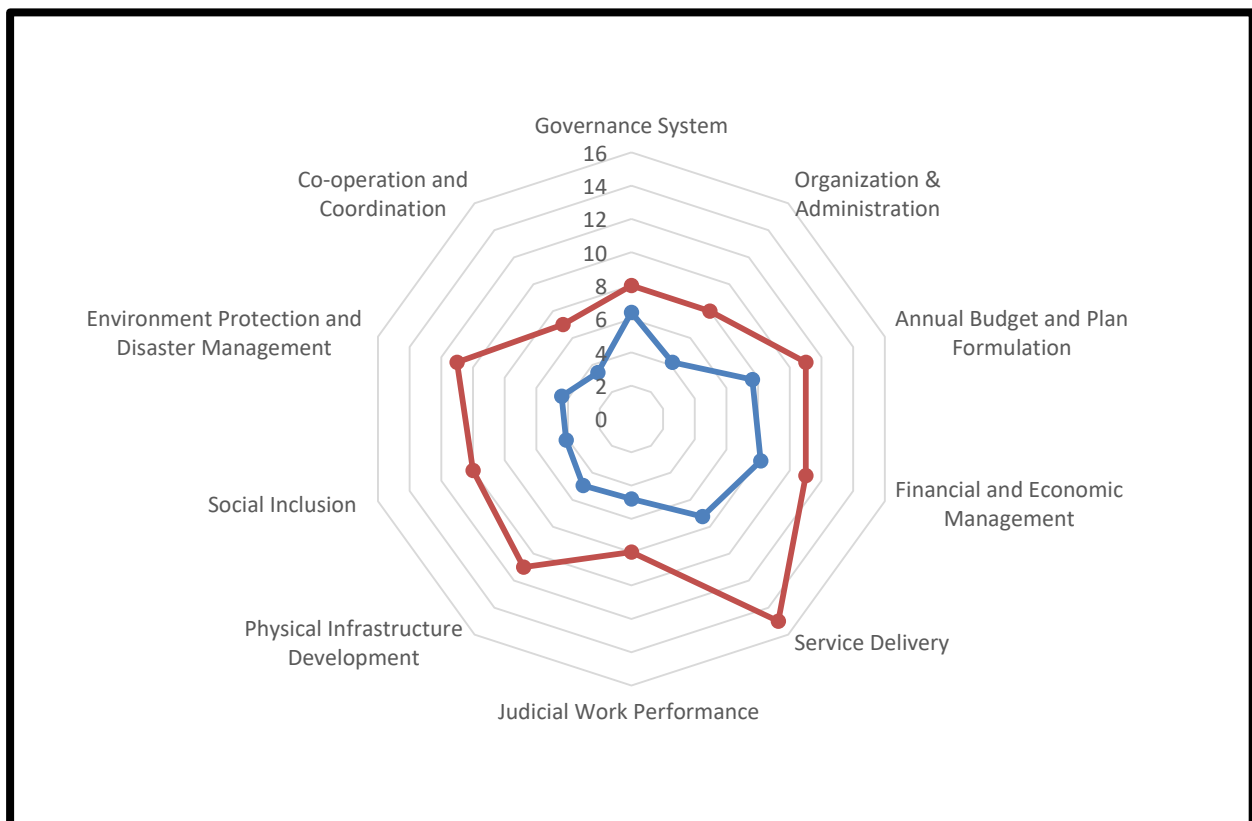 Governance System
Organization &
Administration
Annual Budget and Plan
Formulation
Financial and Economic
Management
Service Delivery
Judicial Work Performance
Physical Infrastructure
Development
Social Inclusion
Environment Protection and
Disaster Management
Co-operation and
Coordination
16
14
12
10
8
6
4
2
0